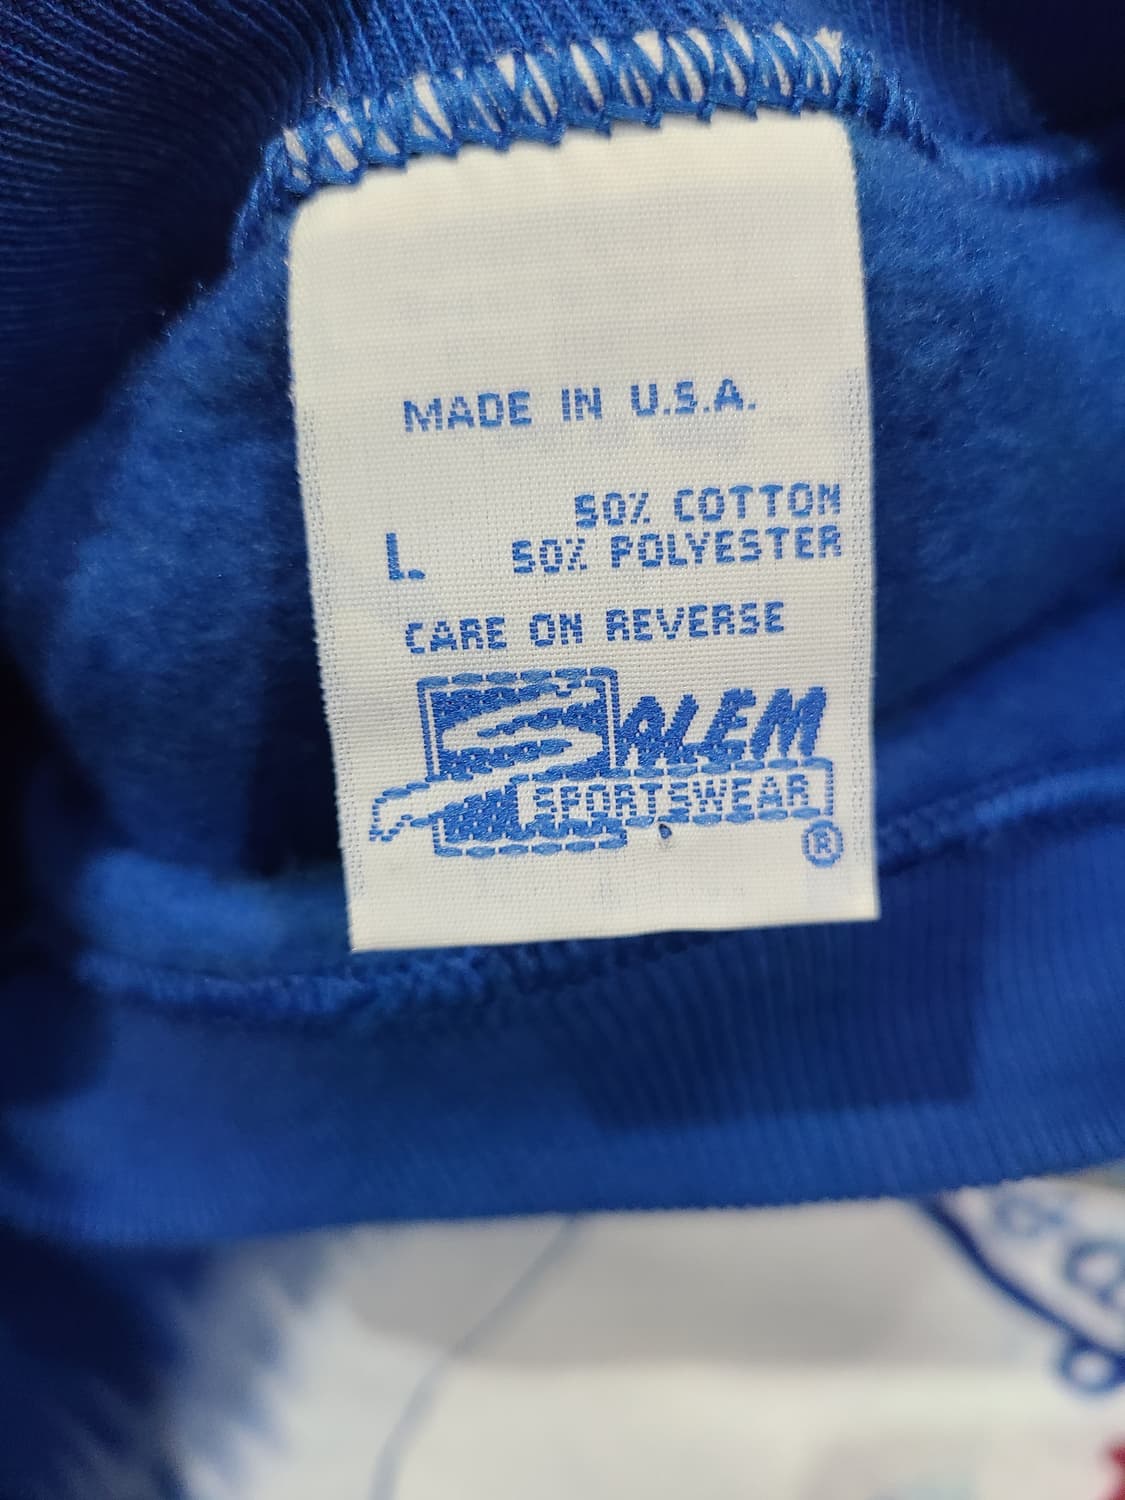 MADE IN U.S.A.
50% COTTON
L 50% POLYESTER
CARE ON REVERSE
SALEM
SPORTSWEAR
®